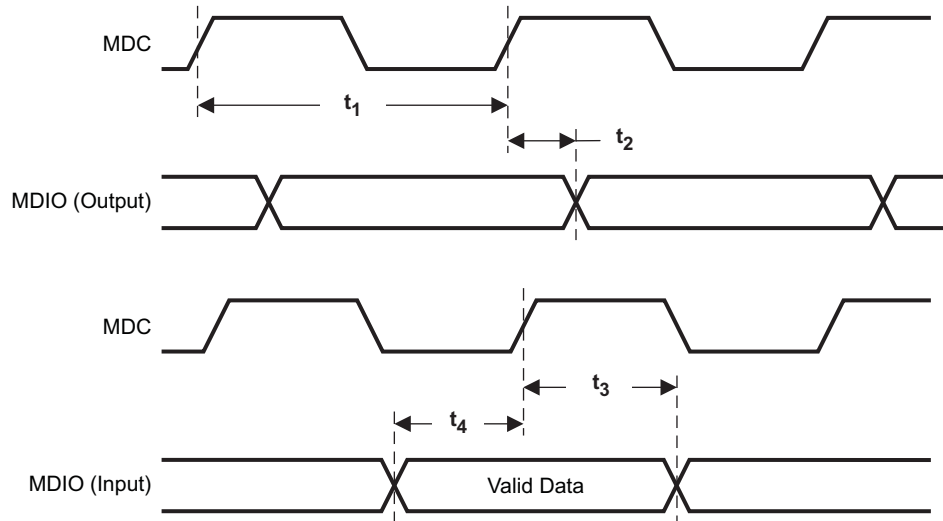 MDC
t1
t2
MDIO (Output)
MDC
t3
t4
MDIO (Input)
Valid Data